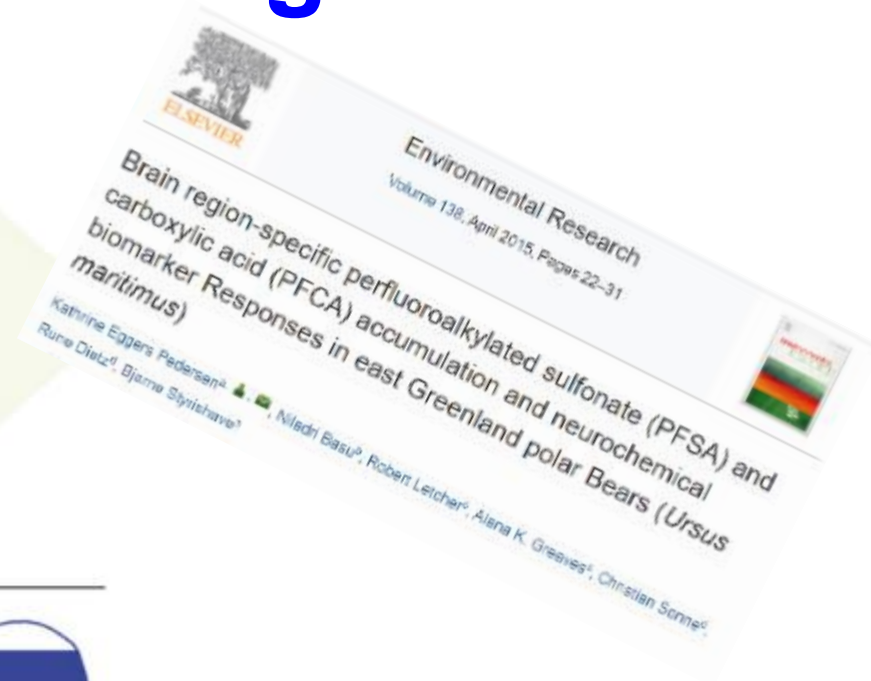 g
ELSEVIER
Environmental Research
Volume 138, April 2015, Pages 22–31
Brain region-specific perfluoroalkylated sulfonate (PFSA) and
carboxylic acid (PFCA) accumulation and neurochemical
biomarker Responses in east Greenland polar Bears (Ursus
maritimus)
Kathrine Eggers Pedersen, Niladri Basu, Robert Letcher, Alana K. Greaves, Christian Sonne,
Rune Dietz, Bjarne Styrishave